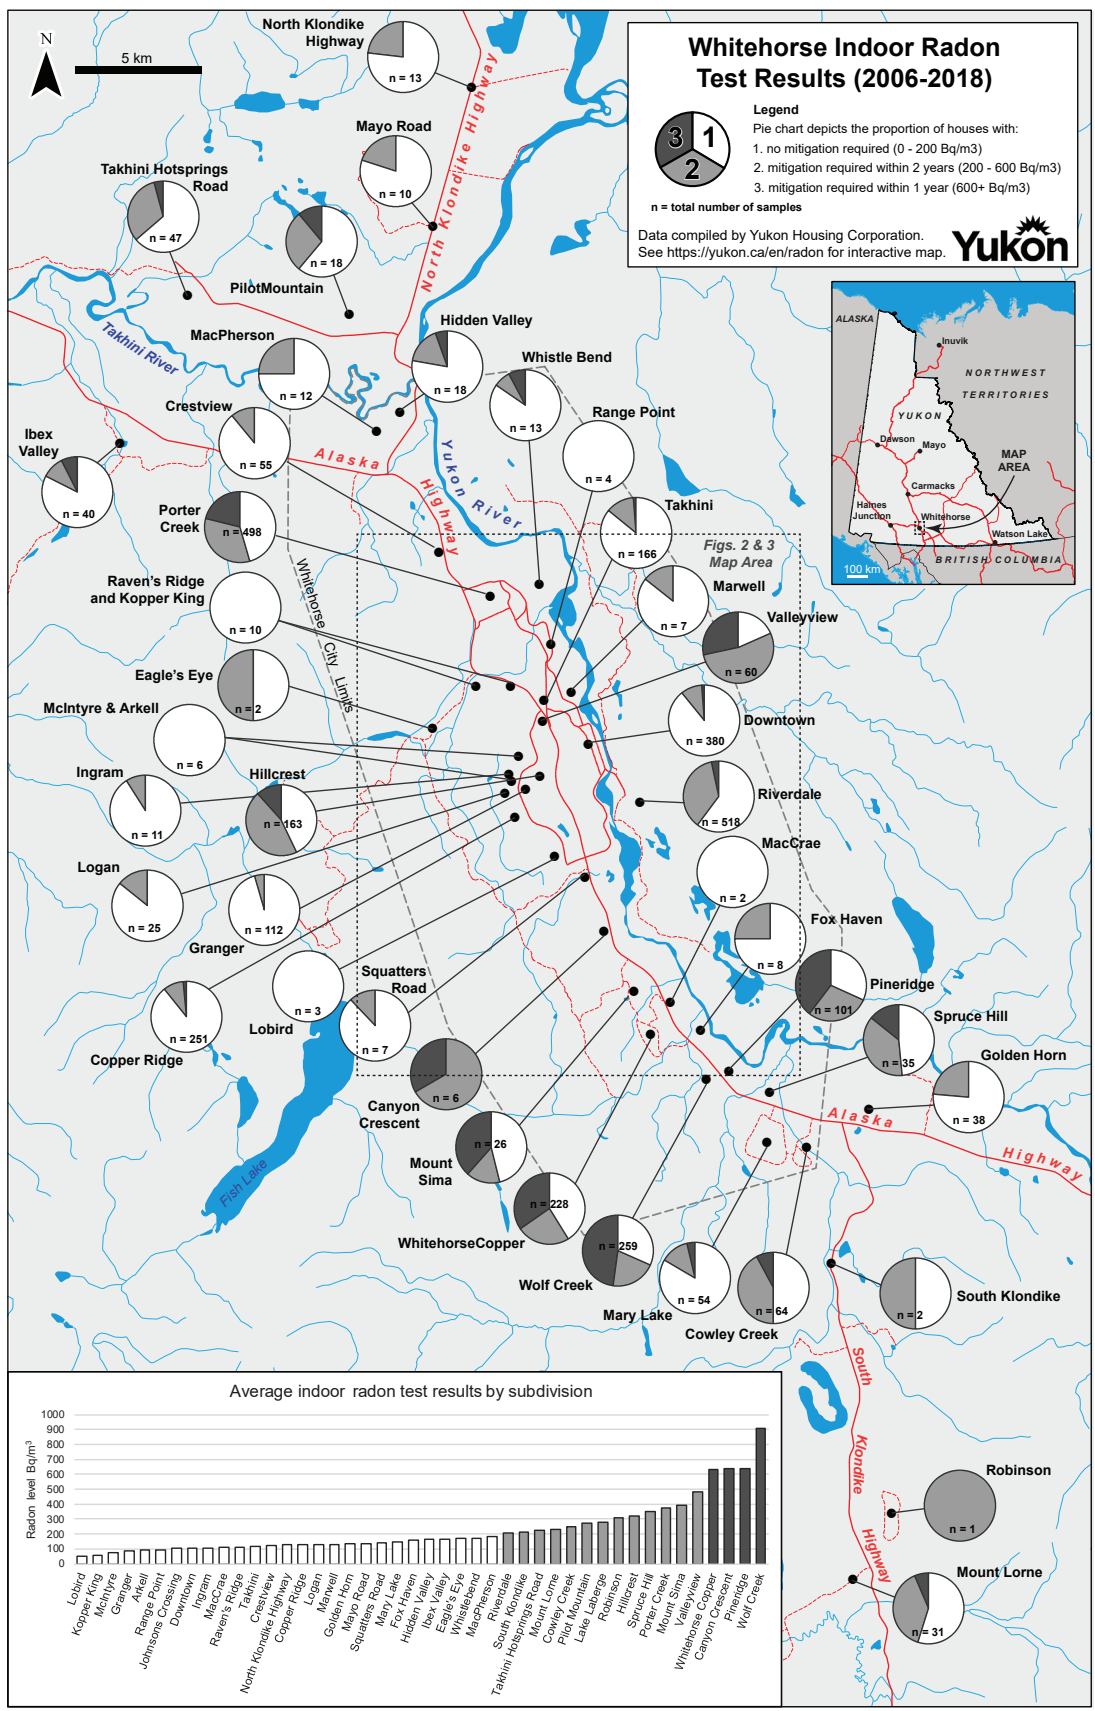 Whitehorse Indoor Radon
Test Results (2006-2018)
Legend
Pie chart depicts the proportion of houses with:
1. no mitigation required (0 - 200 Bq/m3)
2. mitigation required within 2 years (200 - 600 Bq/m3)
3. mitigation required within 1 year (600+ Bq/m3)
3 1
2
n = total number of samples
Data compiled by Yukon Housing Corporation.
See https://yukon.ca/en/radon for interactive map.
Yukon
N
5 km
North Klondike
Highway
n = 13
Mayo Road
n = 10
North Klondike Highway
Takhini Hotsprings
Road
n = 47
n = 18
PilotMountain
Takhini River
MacPherson
n = 12
Hidden Valley
n = 18
Whistle Bend
n = 13
Range Point
n = 4
Crestview
n = 55
Ibex
Valley
n = 40
Alaska
Highway
Yukon River
Porter
Creek
n = 498
Takhini
n = 166
Figs. 2 & 3
Map Area
Raven's Ridge
and Kopper King
n = 10
Whitehorse City Limits
Marwell
n = 7
Valleyview
n = 60
Eagle's Eye
n = 2
McIntyre & Arkell
n = 6
Downtown
n = 380
Ingram
n = 11
Hillcrest
n = 163
Riverdale
n = 518
MacCrae
n = 2
Logan
n = 25
Granger
n = 112
Fox Haven
n = 8
Pineridge
n = 101
Squatters
Road
n = 7
Lobird
n = 3
Copper Ridge
n = 251
Spruce Hill
n = 35
Golden Horn
n = 38
Canyon
Crescent
n = 6
Alaska
Highway
Mount
Sima
n = 26
Fish Lake
n = 228
WhitehorseCopper
n = 259
Wolf Creek
n = 54
Mary Lake
n = 64
Cowley Creek
n = 2
South Klondike
South
Klondike
Highway
Robinson
n = 1
Mount Lorne
n = 31
ALASKA
Inuvik
NORTHWEST
TERRITORIES
YUKON
Dawson
Mayo
MAP
AREA
Carmacks
Haines
Junction
Whitehorse
Watson Lake
BRITISH COLUMBIA
100 km
Average indoor radon test results by subdivision
Radon level Bq/m³
1000
900
800
700
600
500
400
300
200
100
0
Lobird
Kopper King
McIntyre
Granger
Arkell
Range Point
Johnsons Crossing
Downtown
Ingram
MacCrae
Raven's Ridge
Takhini
Crestview
North Klondike Highway
Copper Ridge
Logan
Marwell
Golden Horn
Mayo Road
Squatters Road
Mary Lake
Fox Haven
Hidden Valley
Ibex Valley
Eagle's Eye
Whistlebend
MacPherson
Riverdale
South Klondike
Takhini Hotsprings Road
Mount Lorne
Cowley Creek
Pilot Mountain
Lake Laberge
Robinson
Hillcrest
Spruce Hill
Porter Creek
Mount Sima
Valleyview
Whitehorse Copper
Canyon Crescent
Pineridge
Wolf Creek